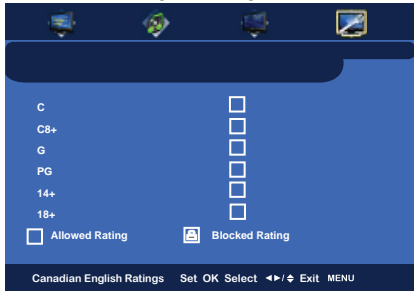 C
C8+
G
PG
14+
18+
Allowed Rating Blocked Rating
Canadian English Ratings Set OK Select ◄►/♦ Exit MENU